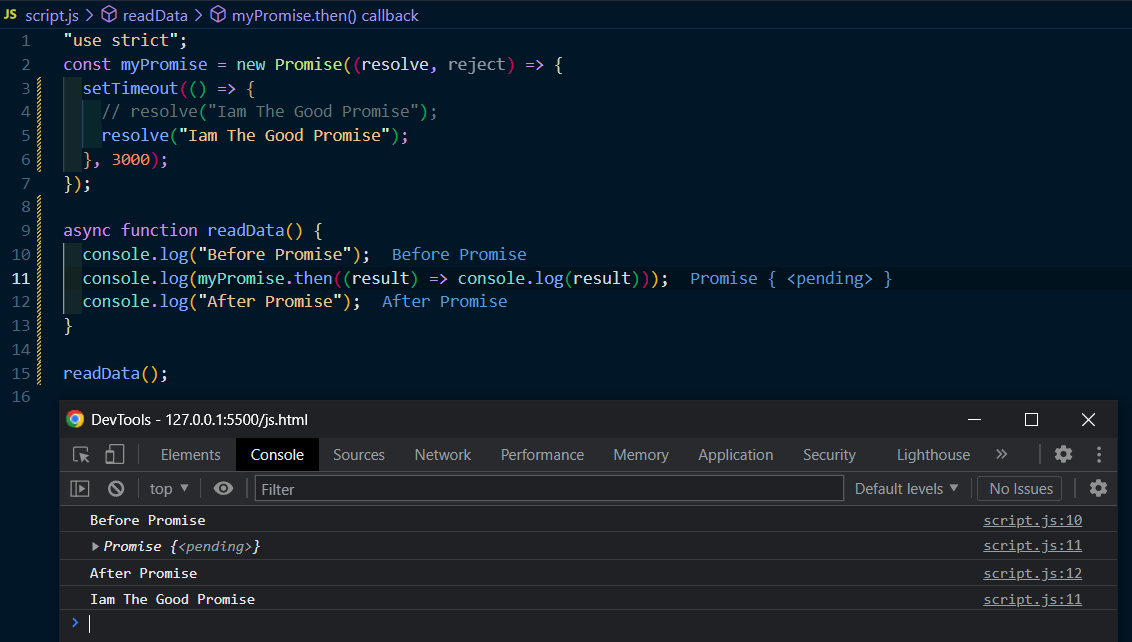 JS script.js > readData > myPromise.then() callback
1 "use strict";
2 const myPromise = new Promise((resolve, reject) => {
3 setTimeout(() => {
4 // resolve("Iam The Good Promise");
5 resolve("Iam The Good Promise");
6 }, 3000);
7 });
8
9 async function readData() {
10 console.log("Before Promise"); Before Promise
11 console.log(myPromise.then((result) => console.log(result))); Promise { <pending> }
12 console.log("After Promise"); After Promise
13 }
14
15 readData();
16
DevTools - 127.0.0.1:5500/js.html
Elements Console Sources Network Performance Memory Application Security Lighthouse »
top ▼ Filter Default levels ▼ No Issues
Before Promise script.js:10
▶ Promise {<pending>} script.js:11
After Promise script.js:12
Iam The Good Promise script.js:11
>